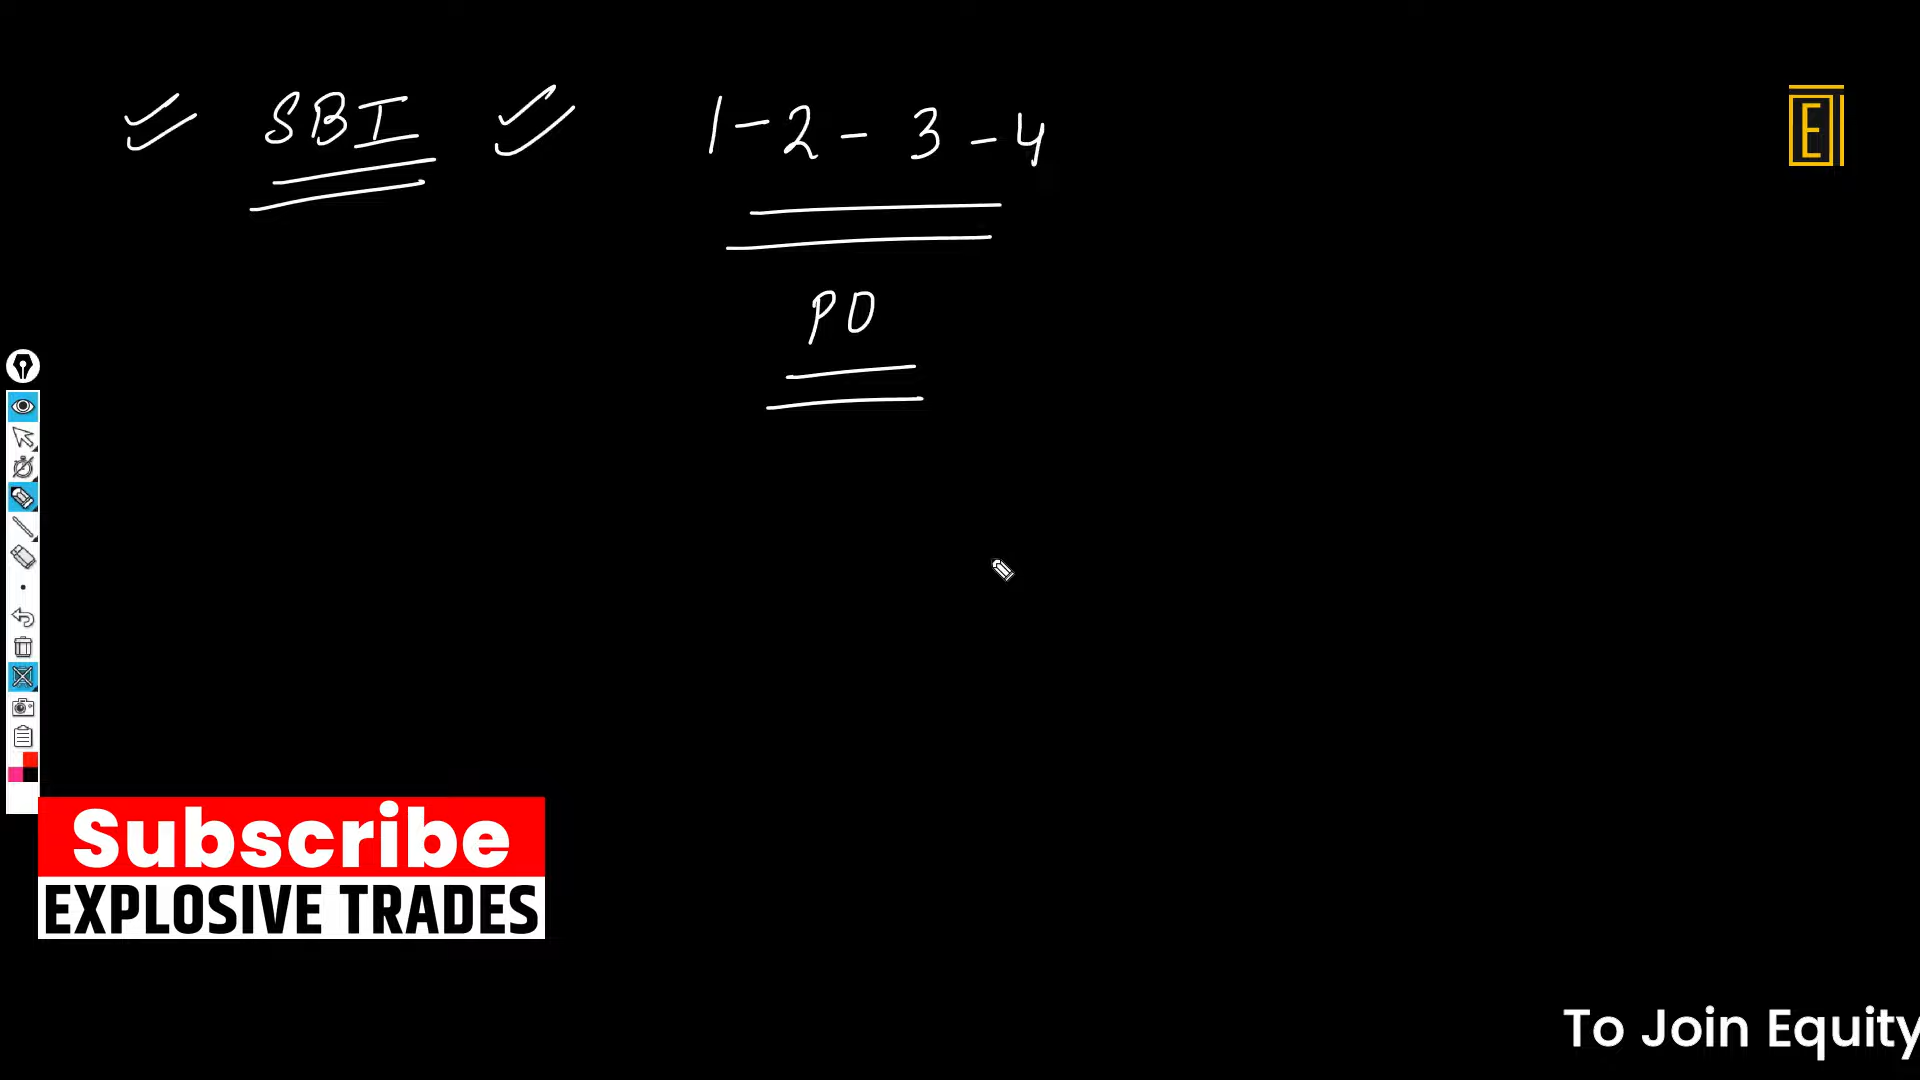 SBI 1-2-3-4
PO
Subscribe
EXPLOSIVE TRADES
To Join Equity